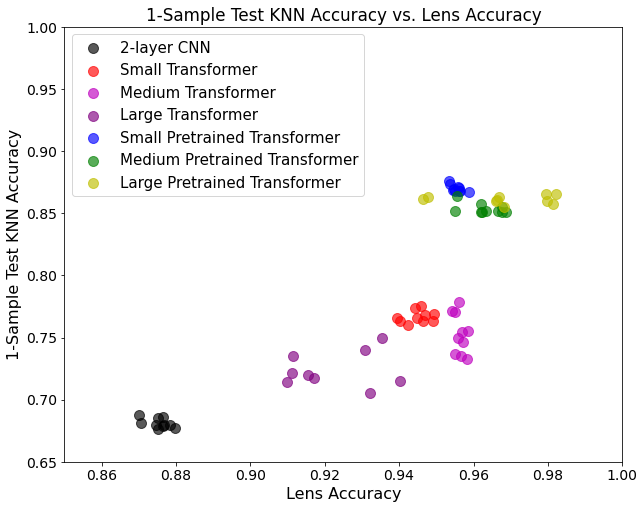 1-Sample Test KNN Accuracy vs. Lens Accuracy
1.00
0.95
0.90
0.85
0.80
0.75
0.70
0.65
1-Sample Test KNN Accuracy
2-layer CNN
Small Transformer
Medium Transformer
Large Transformer
Small Pretrained Transformer
Medium Pretrained Transformer
Large Pretrained Transformer
0.86 0.88 0.90 0.92 0.94 0.96 0.98 1.00
Lens Accuracy